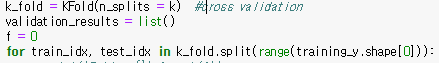 k_fold = KFold(n_splits = k)  #cross validation
validation_results = list()
f = 0
for train_idx, test_idx in k_fold.split(range(training_y.shape[0])):